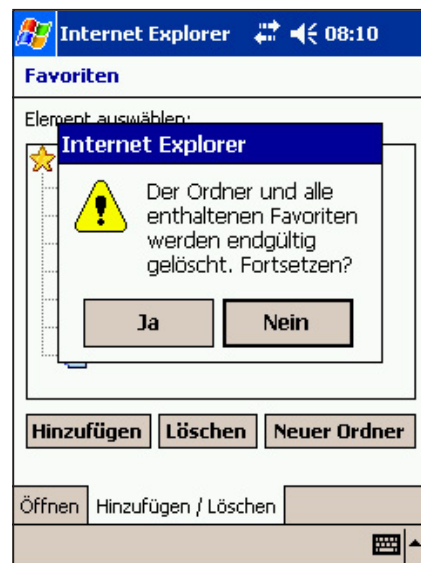 Internet Explorer 08:10
Favoriten
Element auswählen:
Internet Explorer
Der Ordner und alle
enthaltenen Favoriten
werden endgültig
gelöscht. Fortsetzen?
Ja Nein
Hinzufügen Löschen Neuer Ordner
Öffnen Hinzufügen / Löschen